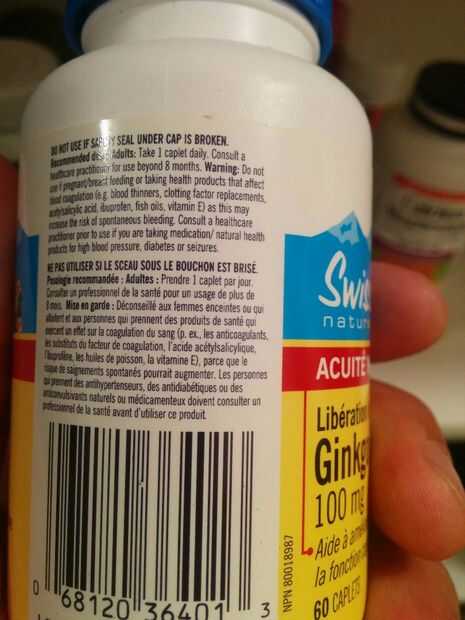 DO NOT USE IF SAFETY SEAL UNDER CAP IS BROKEN.
Recommended dose: Adults: Take 1 caplet daily. Consult a
healthcare practitioner for use beyond 8 months. Warning: Do not
use if pregnant/breast feeding or taking health products that affect
blood coagulation (e.g. blood thinners, clotting factor replacements,
acetylsalicylic acid, ibuprofen, fish oils, vitamin E) as this may
increase the risk of spontaneous bleeding. Consult a healthcare
practitioner prior to use if you are taking medication/ natural health
products for high blood pressure, diabetes or seizures.
NE PAS UTILISER SI LE SCEAU SOUS LE BOUCHON EST BRISÉ.
Posologie recommandée : Adultes : Prendre 1 caplet par jour.
Consulter un professionnel de la santé pour un usage de plus de
8 mois. Mise en garde : Déconseillé aux femmes enceintes ou qui
allaitent et aux personnes qui prennent des produits de santé qui
exercent un effet sur la coagulation du sang (p. ex., les anticoagulants,
les substituts du facteur de coagulation, l'acide acétylsalicylique,
l'ibuprofène, les huiles de poisson, la vitamine E), parce que le
risque de saignements spontanés pourrait augmenter. Les personnes
qui prennent des antihypertenseurs, des antidiabétiques ou des
anticonvulsivants naturels ou médicamenteux doivent consulter un
professionnel de la santé avant d'utiliser ce produit.
0 68120 36401 3
NPN 80018987
Swis
natur
ACUITÉ
Libération
Ginkg
100 mg
Aide à
la fonction
60 CAPLETS